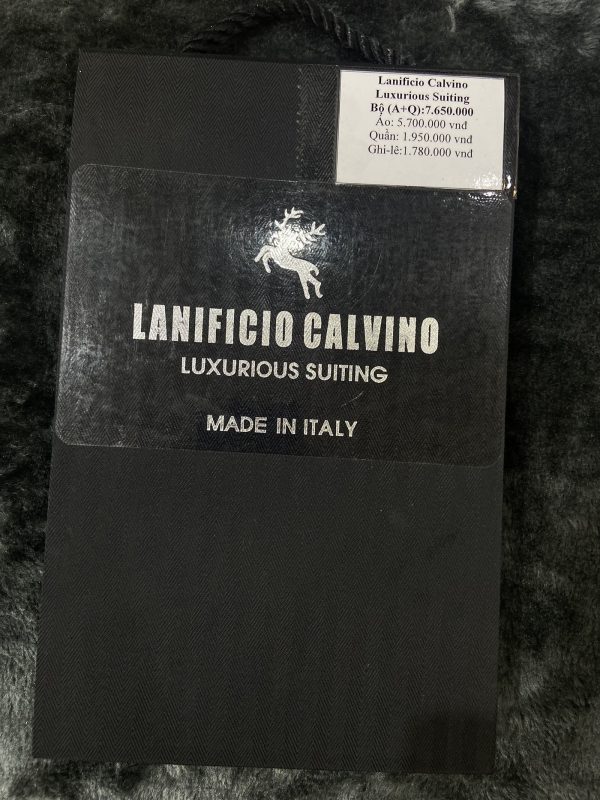 Lanificio Calvino
Luxurious Suiting
Bộ (A+Q):7.650.000
Áo: 5.700.000 vnđ
Quần: 1.950.000 vnđ
Ghi-lê:1.780.000 vnđ
LANIFICIO CALVINO
LUXURIOUS SUITING
MADE IN ITALY